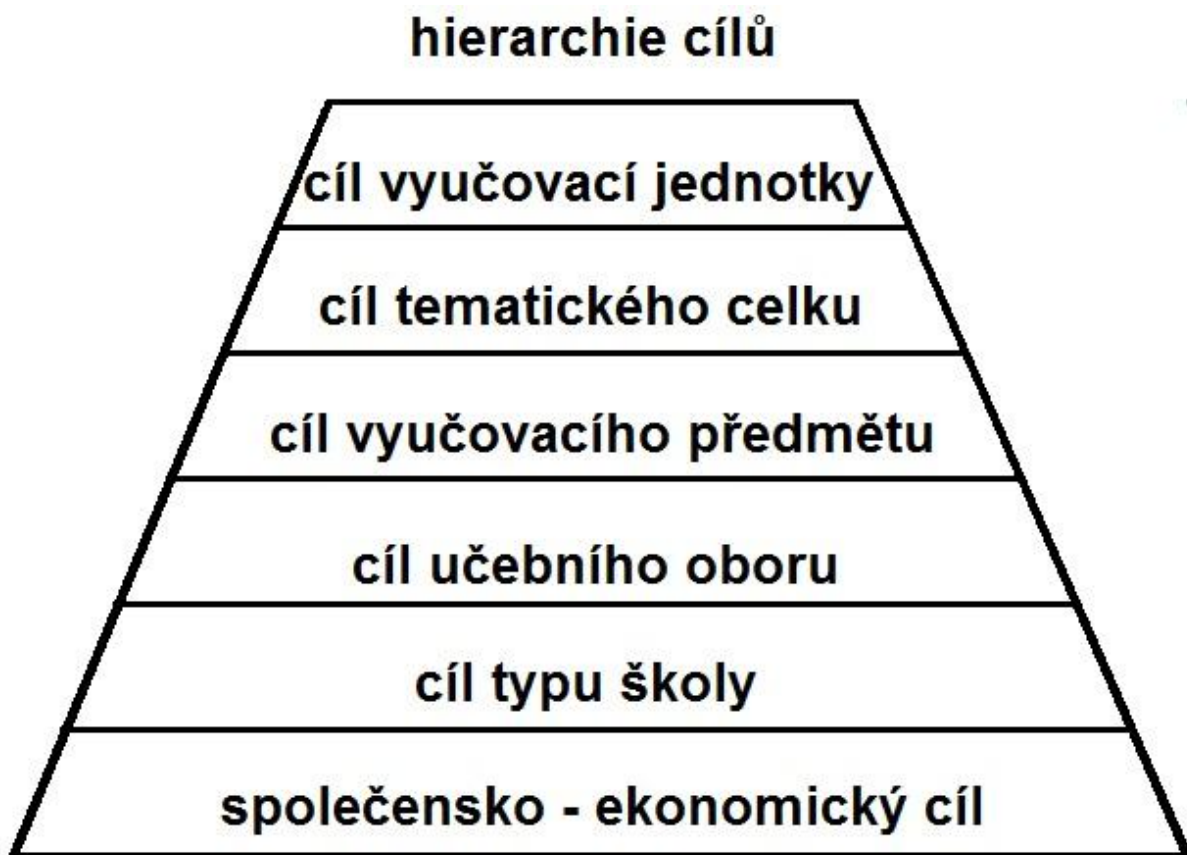 hierarchie cílů
cíl vyučovací jednotky
cíl tematického celku
cíl vyučovacího předmětu
cíl učebního oboru
cíl typu školy
společensko - ekonomický cíl